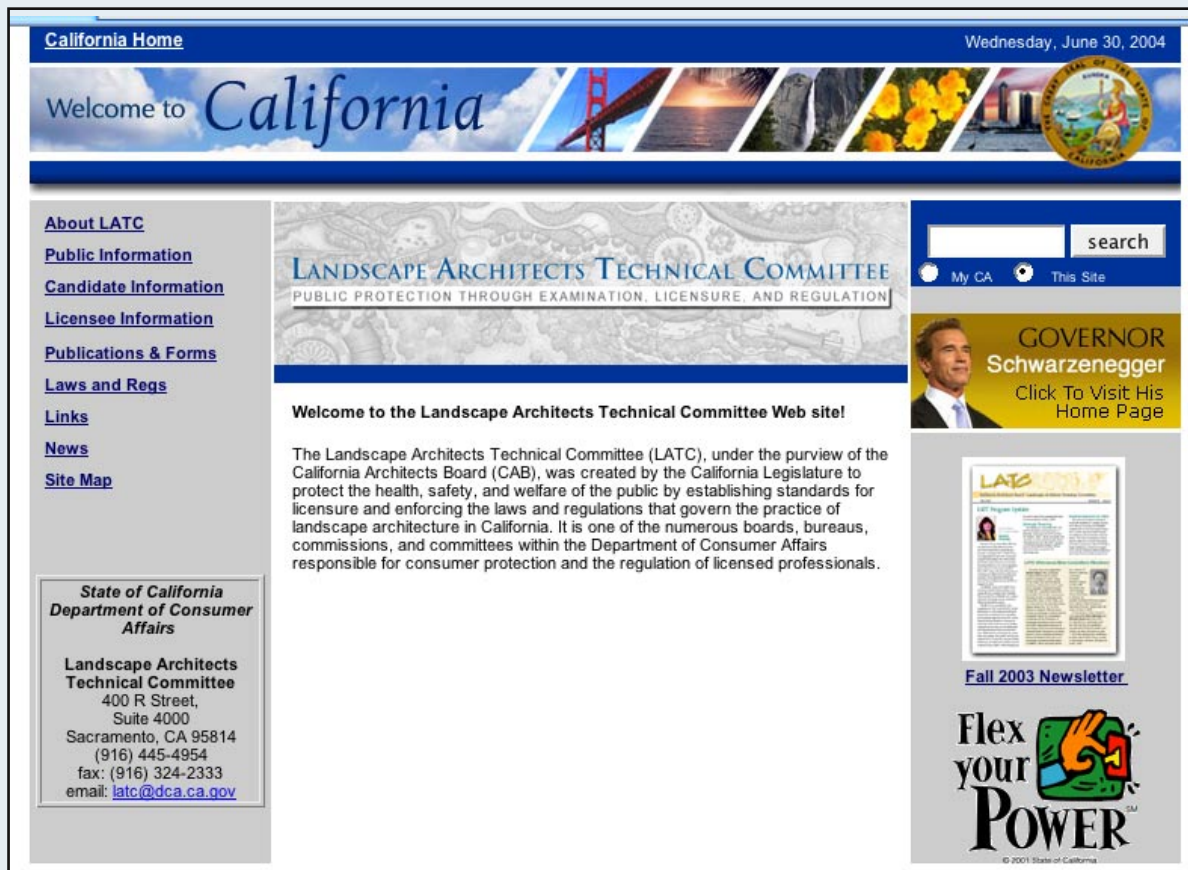 California Home
Wednesday, June 30, 2004
Welcome to California
About LATC
Public Information
Candidate Information
Licensee Information
Publications & Forms
Laws and Regs
Links
News
Site Map
State of California
Department of Consumer
Affairs
Landscape Architects
Technical Committee
400 R Street,
Suite 4000
Sacramento, CA 95814
(916) 445-4954
fax: (916) 324-2333
email: latc@dca.ca.gov
LANDSCAPE ARCHITECTS TECHNICAL COMMITTEE
PUBLIC PROTECTION THROUGH EXAMINATION, LICENSURE, AND REGULATION
Welcome to the Landscape Architects Technical Committee Web site!
The Landscape Architects Technical Committee (LATC), under the purview of the
California Architects Board (CAB), was created by the California Legislature to
protect the health, safety, and welfare of the public by establishing standards for
licensure and enforcing the laws and regulations that govern the practice of
landscape architecture in California. It is one of the numerous boards, bureaus,
commissions, and committees within the Department of Consumer Affairs
responsible for consumer protection and the regulation of licensed professionals.
search
My CA This Site
GOVERNOR
Schwarzenegger
Click To Visit His
Home Page
LATC
Fall 2003 Newsletter
Flex
your
POWER
SM
© 2001 State of California